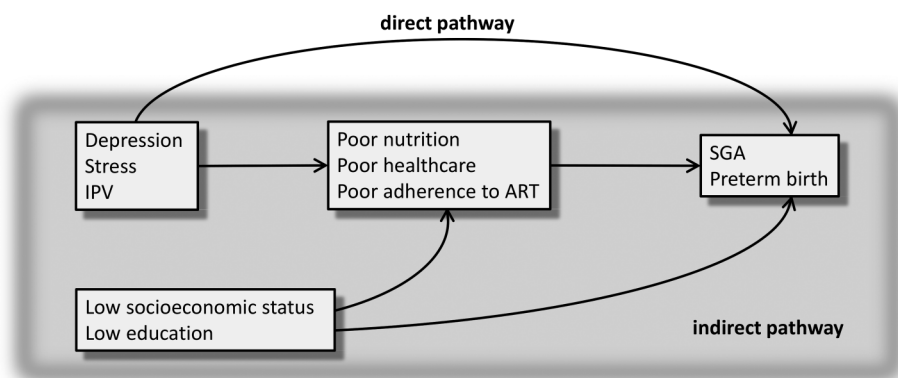 direct pathway
Depression
Stress
IPV
Poor nutrition
Poor healthcare
Poor adherence to ART
SGA
Preterm birth
Low socioeconomic status
Low education
indirect pathway